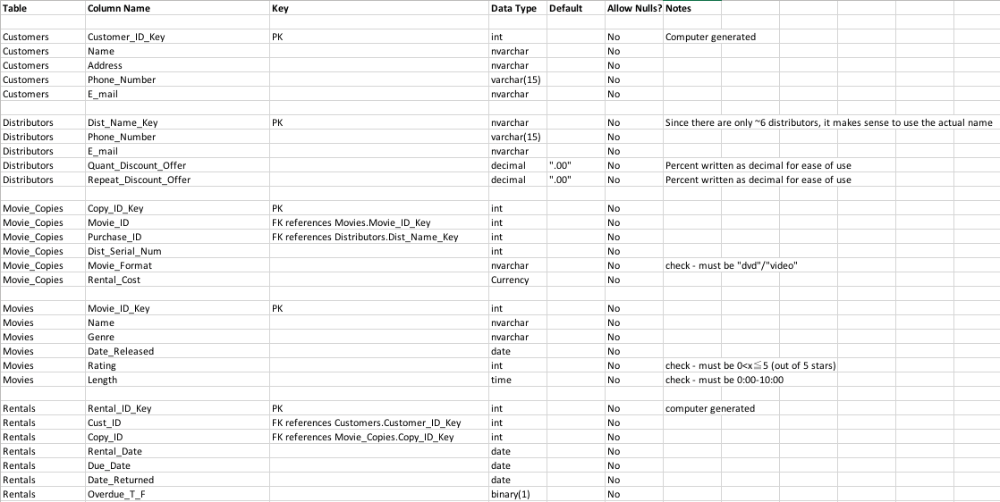 Table Column Name Key Data Type Default Allow Nulls? Notes
Customers Customer_ID_Key PK int No Computer generated
Customers Name nvarchar No
Customers Address nvarchar No
Customers Phone_Number varchar(15) No
Customers E_mail nvarchar No
Distributors Dist_Name_Key PK nvarchar No Since there are only ~6 distributors, it makes sense to use the actual name
Distributors Phone_Number varchar(15) No
Distributors E_mail nvarchar No
Distributors Quant_Discount_Offer decimal ".00" No Percent written as decimal for ease of use
Distributors Repeat_Discount_Offer decimal ".00" No Percent written as decimal for ease of use
Movie_Copies Copy_ID_Key PK int No
Movie_Copies Movie_ID FK references Movies.Movie_ID_Key int No
Movie_Copies Purchase_ID FK references Distributors.Dist_Name_Key int No
Movie_Copies Dist_Serial_Num int No
Movie_Copies Movie_Format nvarchar No check - must be "dvd"/"video"
Movie_Copies Rental_Cost Currency No
Movies Movie_ID_Key PK int No
Movies Name nvarchar No
Movies Genre nvarchar No
Movies Date_Released date No
Movies Rating int No check - must be 0<x≦5 (out of 5 stars)
Movies Length time No check - must be 0:00-10:00
Rentals Rental_ID_Key PK int No computer generated
Rentals Cust_ID FK references Customers.Customer_ID_Key int No
Rentals Copy_ID FK references Movie_Copies.Copy_ID_Key int No
Rentals Rental_Date date No
Rentals Due_Date date No
Rentals Date_Returned date No
Rentals Overdue_T_F binary(1) No